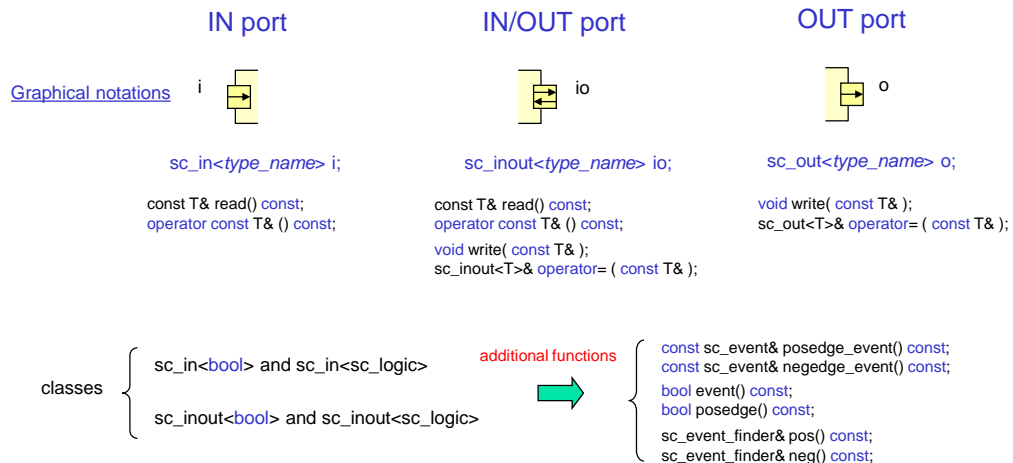 IN port
IN/OUT port
OUT port
Graphical notations
i
io
o
sc_in<type_name> i;
sc_inout<type_name> io;
sc_out<type_name> o;
const T& read() const;
operator const T& () const;
const T& read() const;
operator const T& () const;
void write( const T& );
sc_inout<T>& operator= ( const T& );
void write( const T& );
sc_out<T>& operator= ( const T& );
classes
sc_in<bool> and sc_in<sc_logic>
sc_inout<bool> and sc_inout<sc_logic>
additional functions
const sc_event& posedge_event() const;
const sc_event& negedge_event() const;
bool event() const;
bool posedge() const;
sc_event_finder& pos() const;
sc_event_finder& neg() const;